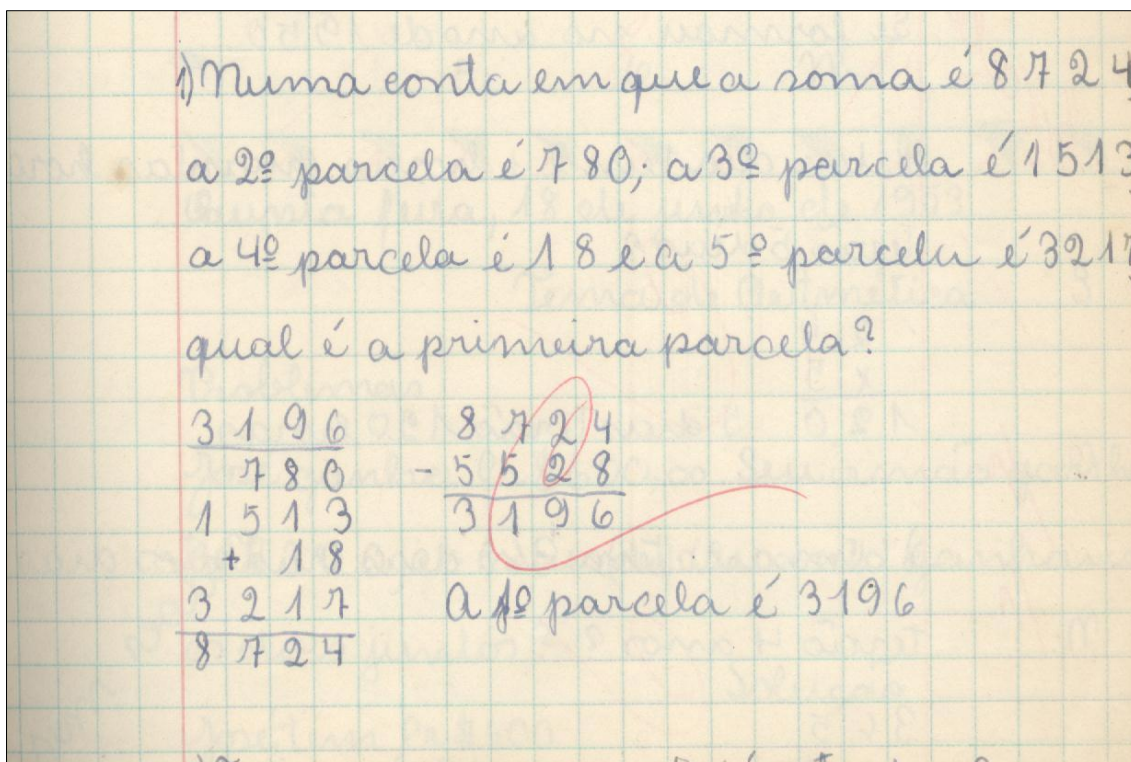 1) Numa conta em que a soma é 8724
a 2ª parcela é 780; a 3ª parcela é 1513
a 4ª parcela é 18 e a 5ª parcela é 3217
qual é a primeira parcela?
3196 8724
780 - 5528
1513 3196
+ 18
3217 A 1ª parcela é 3196
8724